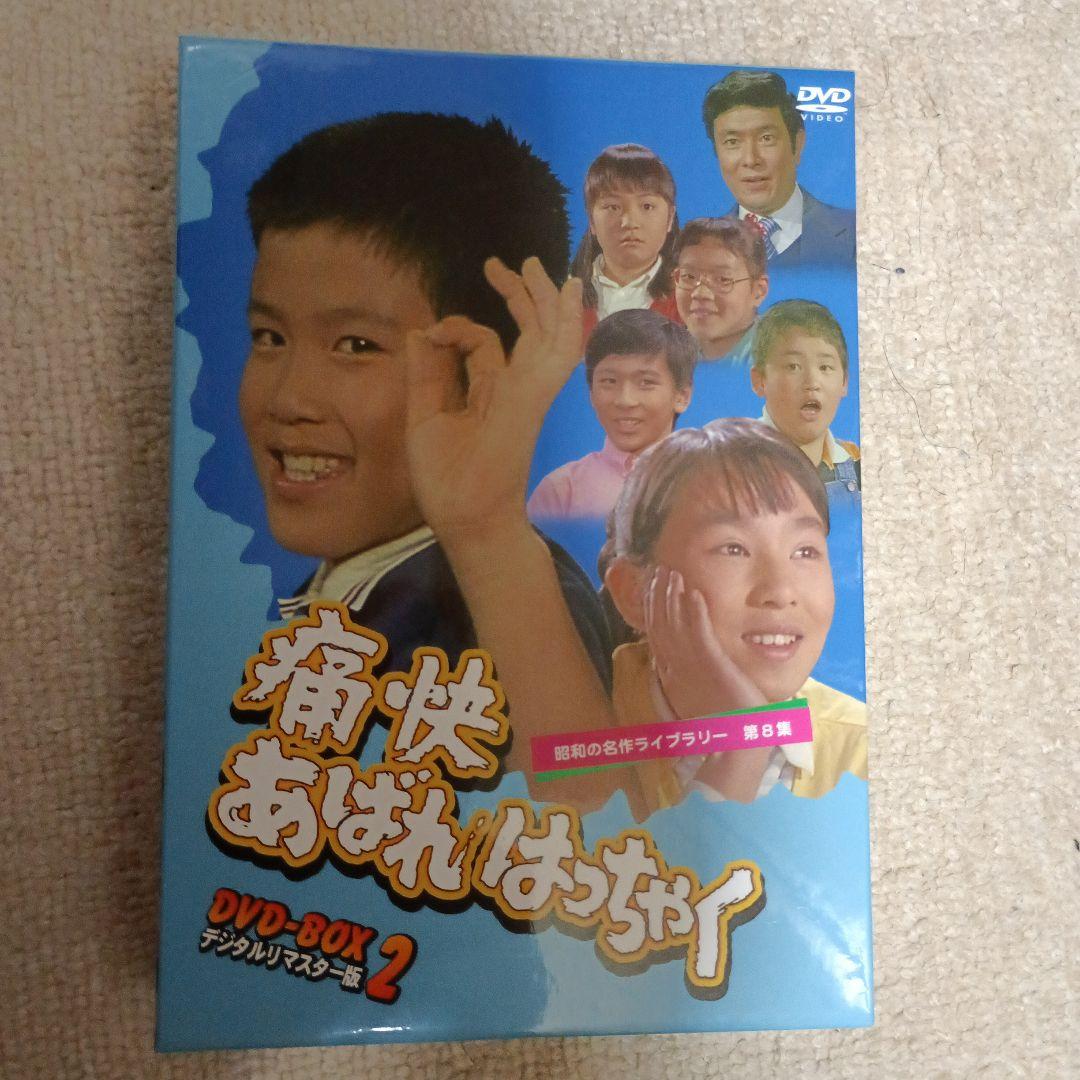 DVD
VIDEO
昭和の名作ライブラリー 第8集
痛快
あばれはっちゃく
DVD-BOX 2
デジタルリマスター版